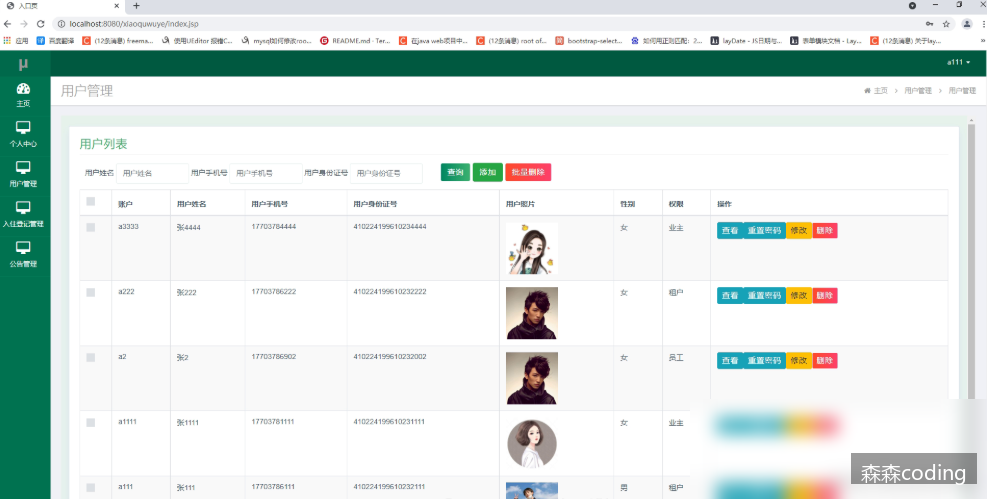 入口页
localhost:8080/xiaoquwuye/index.jsp
应用 百度翻译 (12条消息) freema... 使用UEditor 报错C... mysql如何修改roo... README.md · Ter... 在java web项目中... (12条消息) root of... bootstrap-select... 如何用正则匹配：2... layDate - JS日期与... 表单模块文档 - Lay... (12条消息) 关于lay...
μ a111
主页
个人中心
用户管理
入住登记管理
公告管理
用户管理 主页 > 用户管理 > 用户管理
用户列表
用户姓名 用户姓名 用户手机号 用户手机号 用户身份证号 用户身份证号 查询 添加 批量删除
账户 用户姓名 用户手机号 用户身份证号 用户照片 性别 权限 操作
a3333 张4444 17703784444 410224199610234444 女 业主 查看 重置密码 修改 删除
a222 张222 17703786222 410224199610232222 女 租户 查看 重置密码 修改 删除
a2 张2 17703786902 410224199610232002 女 员工 查看 重置密码 修改 删除
a1111 张1111 17703781111 410224199610231111 女 业主
a111 张111 17703786111 410224199610232111 男 租户
森森coding